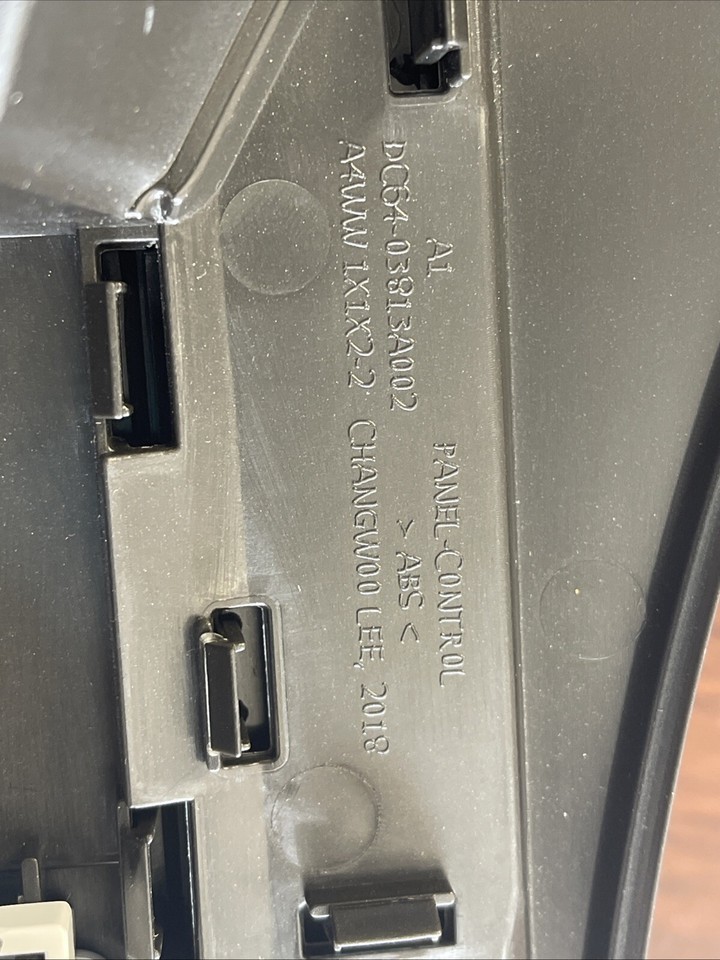 A1 PANEL-CONTROL
DC64-03813A002 >ABS<
A4WW 1X1X2-2 CHANGWOO LEE, 2018